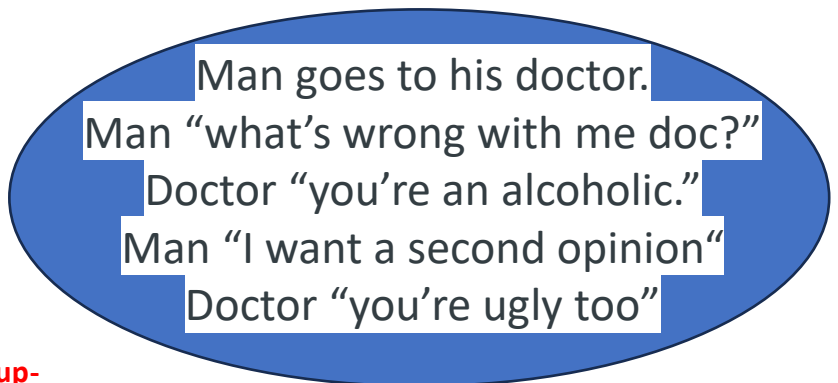 Man goes to his doctor.
Man “what’s wrong with me doc?”
Doctor “you’re an alcoholic.”
Man “I want a second opinion“
Doctor “you’re ugly too”
up-